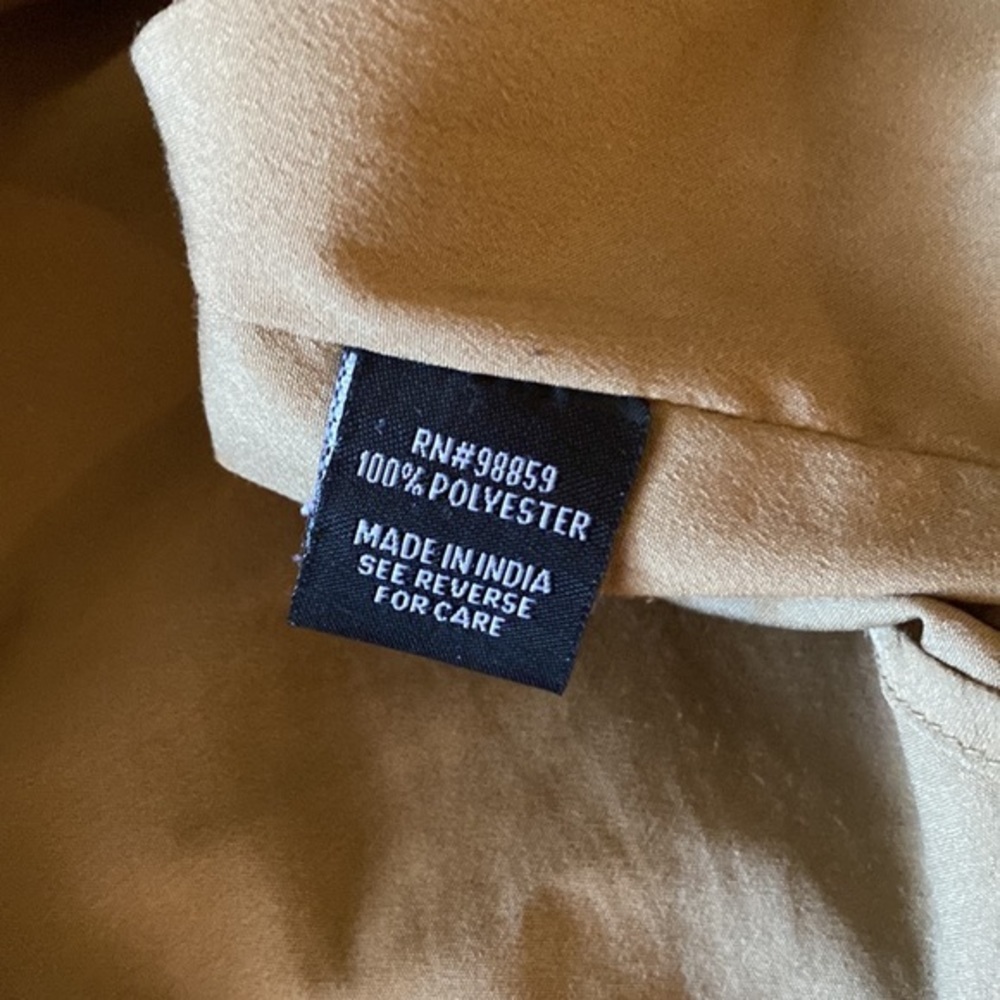 RN#98859
100% POLYESTER
MADE IN INDIA
SEE REVERSE
FOR CARE